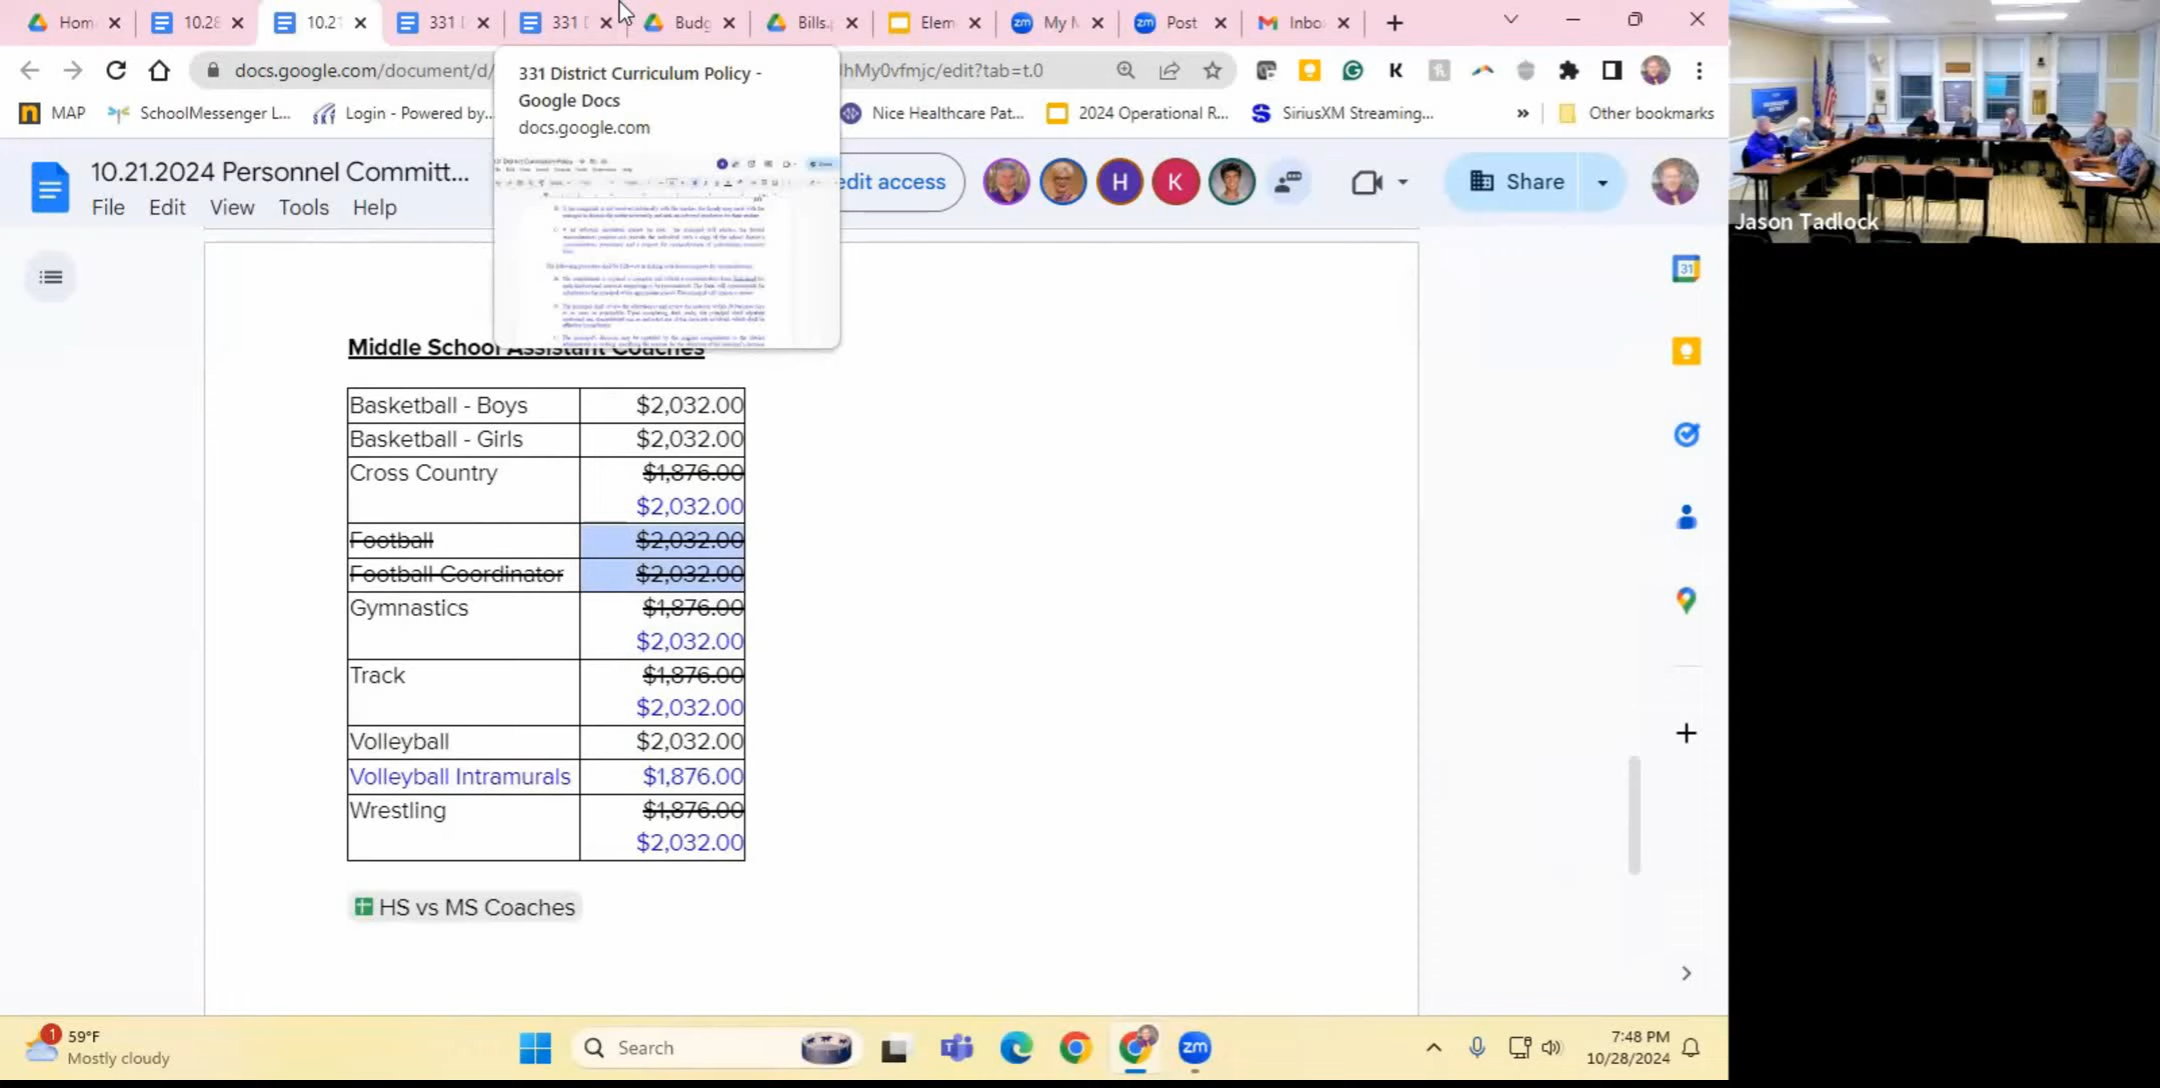 Hom
10.28
10.21
331 D
331 D
Budg
Bills.
Elem
My M
Post
Inbo
docs.google.com/document/d/
JhMy0vfmjc/edit?tab=t.0
MAP
SchoolMessenger L...
Login - Powered by...
Nice Healthcare Pat...
2024 Operational R...
SiriusXM Streaming...
»
Other bookmarks
331 District Curriculum Policy -
Google Docs
docs.google.com
10.21.2024 Personnel Committ...
File Edit View Tools Help
edit access
H
K
Share
Jason Tadlock
31
Middle School Assistant Coaches
Basketball - Boys $2,032.00
Basketball - Girls $2,032.00
Cross Country $1,876.00
$2,032.00
Football $2,032.00
Football Coordinator $2,032.00
Gymnastics $1,876.00
$2,032.00
Track $1,876.00
$2,032.00
Volleyball $2,032.00
Volleyball Intramurals $1,876.00
Wrestling $1,876.00
$2,032.00
HS vs MS Coaches
1
59°F
Mostly cloudy
Search
zm
7:48 PM
10/28/2024